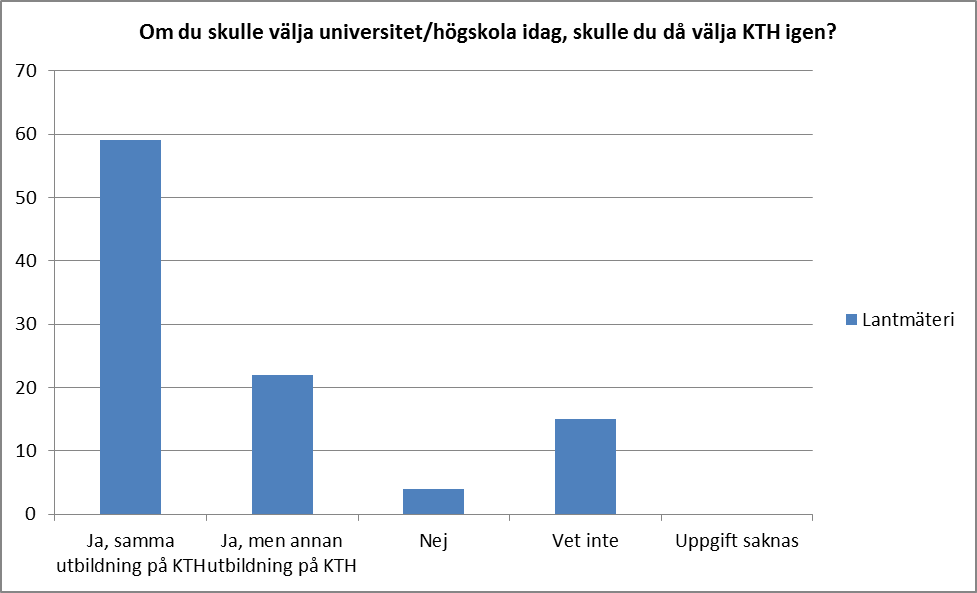 Om du skulle välja universitet/högskola idag, skulle du då välja KTH igen?
70
60
50
40
30
20
10
0
Ja, samma
utbildning på KTH
Ja, men annan
utbildning på KTH
Nej
Vet inte
Uppgift saknas
Lantmäteri